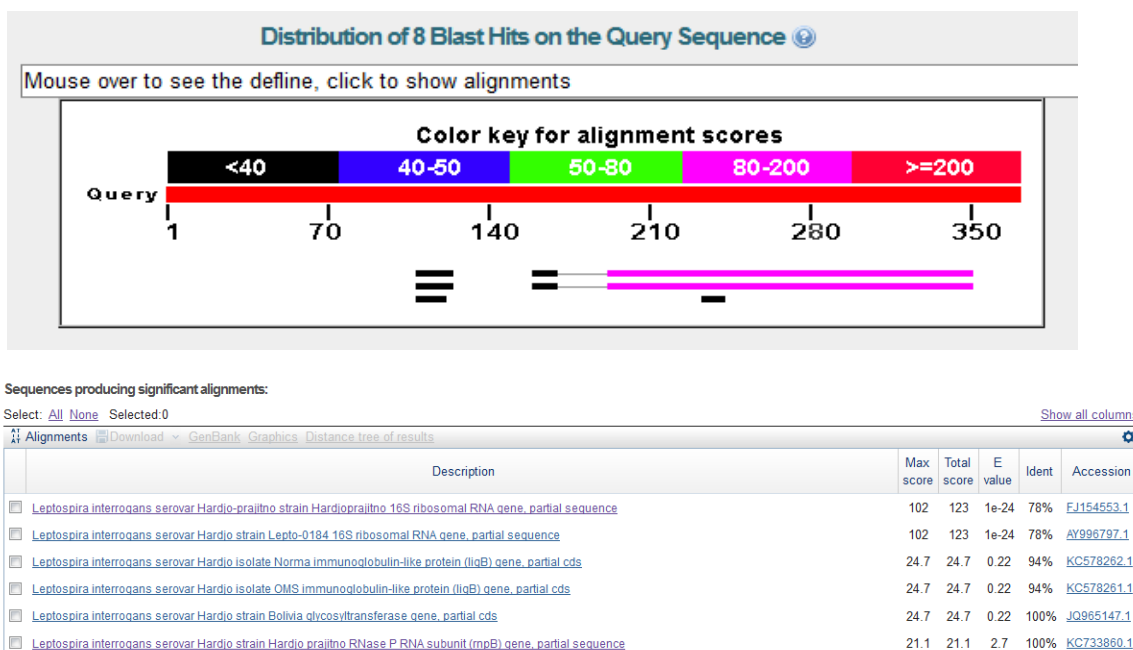 Distribution of 8 Blast Hits on the Query Sequence ?
Mouse over to see the defline, click to show alignments
Color key for alignment scores
<40 40-50 50-80 80-200 >=200
Query
1 70 140 210 280 350
Sequences producing significant alignments:
Select: All None Selected:0 Show all columns
AT AT Alignments Download GenBank Graphics Distance tree of results
Description Max score Total score E value Ident Accession
Leptospira interrogans serovar Hardjo-prajitno strain Hardjoprajitno 16S ribosomal RNA gene, partial sequence 102 123 1e-24 78% FJ154553.1
Leptospira interrogans serovar Hardjo strain Lepto-0184 16S ribosomal RNA gene, partial sequence 102 123 1e-24 78% AY996797.1
Leptospira interrogans serovar Hardjo isolate Norma immunoglobulin-like protein (ligB) gene, partial cds 24.7 24.7 0.22 94% KC578262.1
Leptospira interrogans serovar Hardjo isolate OMS immunoglobulin-like protein (ligB) gene, partial cds 24.7 24.7 0.22 94% KC578261.1
Leptospira interrogans serovar Hardjo strain Bolivia glycosyltransferase gene, partial cds 24.7 24.7 0.22 100% JQ965147.1
Leptospira interrogans serovar Hardjo strain Hardjo prajitno RNase P RNA subunit (rnpB) gene, partial sequence 21.1 21.1 2.7 100% KC733860.1